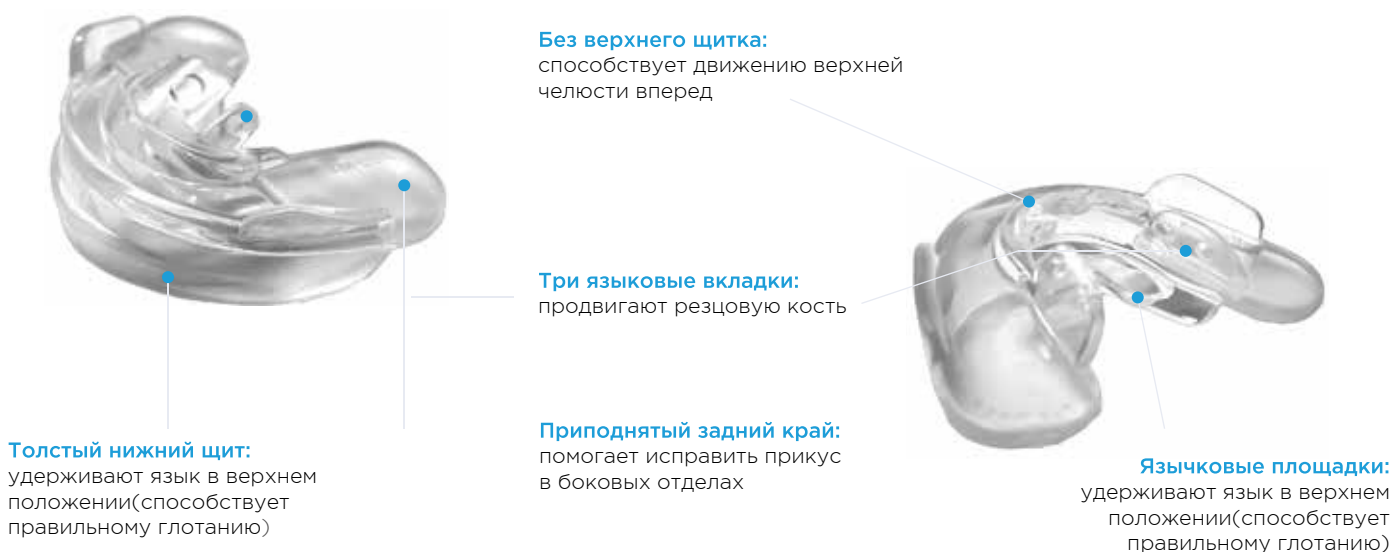 Без верхнего щитка:
способствует движению верхней
челюсти вперед
Три языковые вкладки:
продвигают резцовую кость
Толстый нижний щит:
удерживают язык в верхнем
положении(способствует
правильному глотанию)
Приподнятый задний край:
помогает исправить прикус
в боковых отделах
Язычковые площадки:
удерживают язык в верхнем
положении(способствует
правильному глотанию)